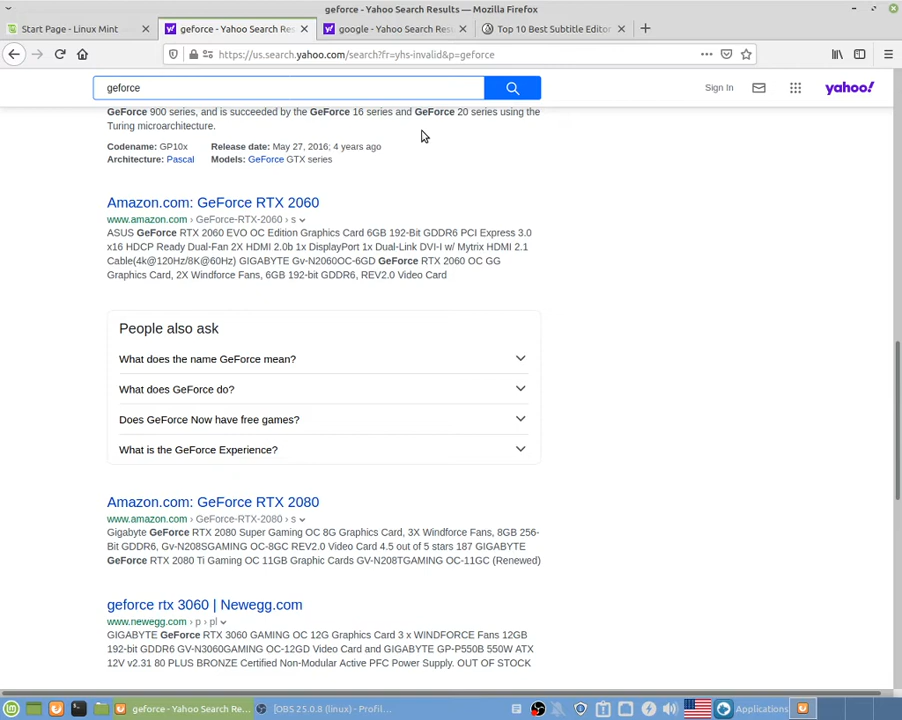 geforce - Yahoo Search Results — Mozilla Firefox
Start Page - Linux Mint
geforce - Yahoo Search Res
google - Yahoo Search Resu
Top 10 Best Subtitle Editor
https://us.search.yahoo.com/search?fr=yhs-invalid&p=geforce
geforce
Sign In
yahoo!
GeForce 900 series, and is succeeded by the GeForce 16 series and GeForce 20 series using the
Turing microarchitecture.
Codename: GP10x Release date: May 27, 2016; 4 years ago
Architecture: Pascal Models: GeForce GTX series
Amazon.com: GeForce RTX 2060
www.amazon.com › GeForce-RTX-2060 › s
ASUS GeForce RTX 2060 EVO OC Edition Graphics Card 6GB 192-Bit GDDR6 PCI Express 3.0
x16 HDCP Ready Dual-Fan 2X HDMI 2.0b 1x DisplayPort 1x Dual-Link DVI-I w/ Mytrix HDMI 2.1
Cable(4k@120Hz/8K@60Hz) GIGABYTE Gv-N2060OC-6GD GeForce RTX 2060 OC GG
Graphics Card, 2X Windforce Fans, 6GB 192-bit GDDR6, REV2.0 Video Card
People also ask
What does the name GeForce mean?
What does GeForce do?
Does GeForce Now have free games?
What is the GeForce Experience?
Amazon.com: GeForce RTX 2080
www.amazon.com › GeForce-RTX-2080 › s
Gigabyte GeForce RTX 2080 Super Gaming OC 8G Graphics Card, 3X Windforce Fans, 8GB 256-
Bit GDDR6, Gv-N208SGAMING OC-8GC REV2.0 Video Card 4.5 out of 5 stars 187 GIGABYTE
GeForce RTX 2080 Ti Gaming OC 11GB Graphic Cards GV-N208TGAMING OC-11GC (Renewed)
geforce rtx 3060 | Newegg.com
www.newegg.com › p › pl
GIGABYTE GeForce RTX 3060 GAMING OC 12G Graphics Card 3 x WINDFORCE Fans 12GB
192-bit GDDR6 GV-N3060GAMING OC-12GD Video Card and GIGABYTE GP-P550B 550W ATX
12V v2.31 80 PLUS BRONZE Certified Non-Modular Active PFC Power Supply. OUT OF STOCK
geforce - Yahoo Search Re...
[OBS 25.0.8 (linux) - Profil...
Applications